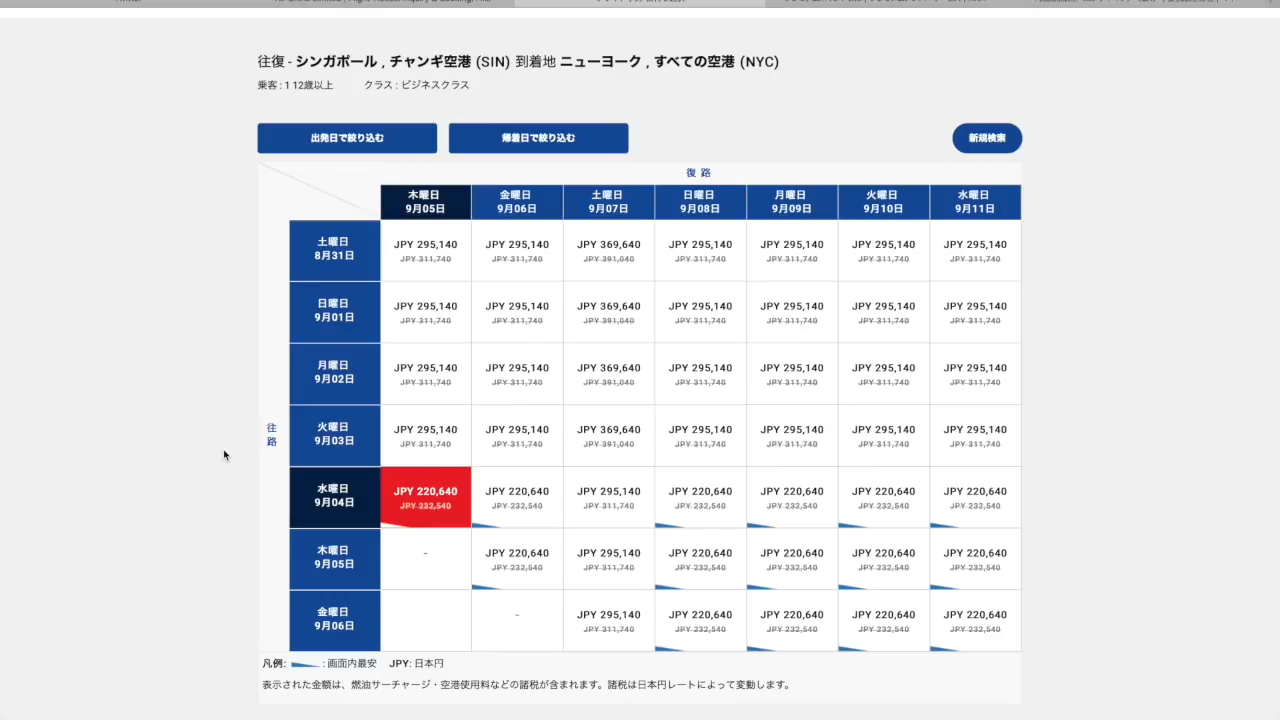 往復 - シンガポール , チャンギ空港 (SIN) 到着地 ニューヨーク , すべての空港 (NYC)
乗客 : 1 12歳以上 クラス : ビジネスクラス
出発日で絞り込む 帰着日で絞り込む 新規検索
復 路
木曜日 金曜日 土曜日 日曜日 月曜日 火曜日 水曜日
9月05日 9月06日 9月07日 9月08日 9月09日 9月10日 9月11日
土曜日
8月31日
JPY 295,140 JPY 295,140 JPY 369,640 JPY 295,140 JPY 295,140 JPY 295,140 JPY 295,140
JPY 311,740 JPY 311,740 JPY 391,040 JPY 311,740 JPY 311,740 JPY 311,740 JPY 311,740
日曜日
9月01日
JPY 295,140 JPY 295,140 JPY 369,640 JPY 295,140 JPY 295,140 JPY 295,140 JPY 295,140
JPY 311,740 JPY 311,740 JPY 391,040 JPY 311,740 JPY 311,740 JPY 311,740 JPY 311,740
月曜日
9月02日
JPY 295,140 JPY 295,140 JPY 369,640 JPY 295,140 JPY 295,140 JPY 295,140 JPY 295,140
JPY 311,740 JPY 311,740 JPY 391,040 JPY 311,740 JPY 311,740 JPY 311,740 JPY 311,740
往
路
火曜日
9月03日
JPY 295,140 JPY 295,140 JPY 369,640 JPY 295,140 JPY 295,140 JPY 295,140 JPY 295,140
JPY 311,740 JPY 311,740 JPY 391,040 JPY 311,740 JPY 311,740 JPY 311,740 JPY 311,740
水曜日
9月04日
JPY 220,640 JPY 220,640 JPY 295,140 JPY 220,640 JPY 220,640 JPY 220,640 JPY 220,640
JPY 232,540 JPY 232,540 JPY 311,740 JPY 232,540 JPY 232,540 JPY 232,540 JPY 232,540
木曜日
9月05日
- JPY 220,640 JPY 295,140 JPY 220,640 JPY 220,640 JPY 220,640 JPY 220,640
JPY 232,540 JPY 311,740 JPY 232,540 JPY 232,540 JPY 232,540 JPY 232,540
金曜日
9月06日
- JPY 295,140 JPY 220,640 JPY 220,640 JPY 220,640 JPY 220,640
JPY 311,740 JPY 232,540 JPY 232,540 JPY 232,540 JPY 232,540
凡例: : 画面内最安 JPY: 日本円
表示された金額は、燃油サーチャージ・空港使用料などの諸税が含まれます。諸税は日本円レートによって変動します。